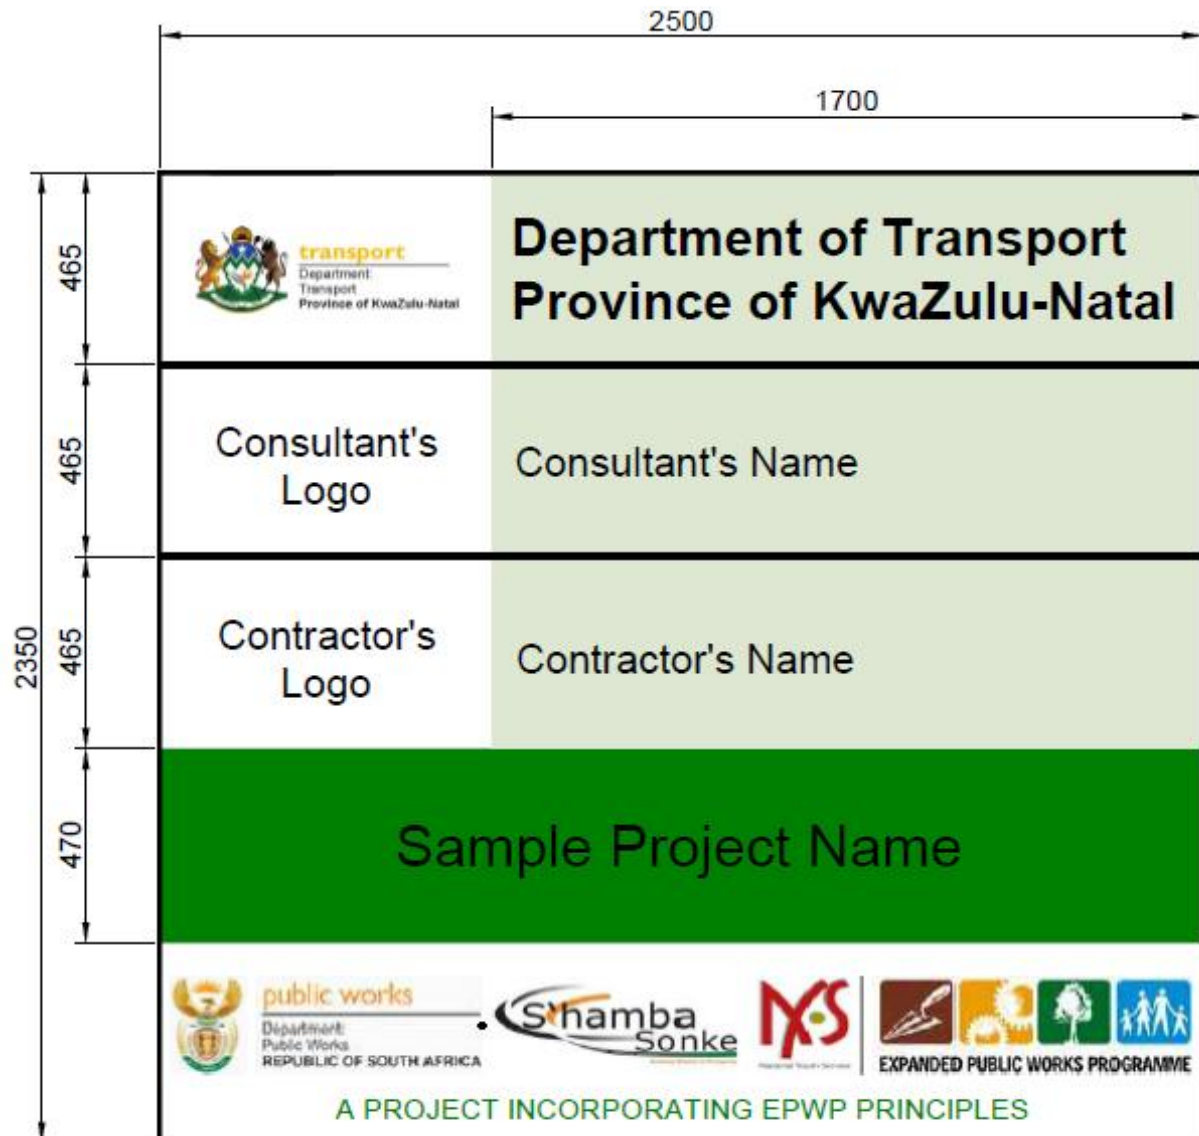 2500
1700
2350
465
transport
Department:
Transport
Province of KwaZulu-Natal
Department of Transport
Province of KwaZulu-Natal
465
Consultant's
Logo
Consultant's Name
465
Contractor's
Logo
Contractor's Name
470
Sample Project Name
public works
Department:
Public Works
REPUBLIC OF SOUTH AFRICA
S'hamba
Sonke
NYS
EXPANDED PUBLIC WORKS PROGRAMME
A PROJECT INCORPORATING EPWP PRINCIPLES